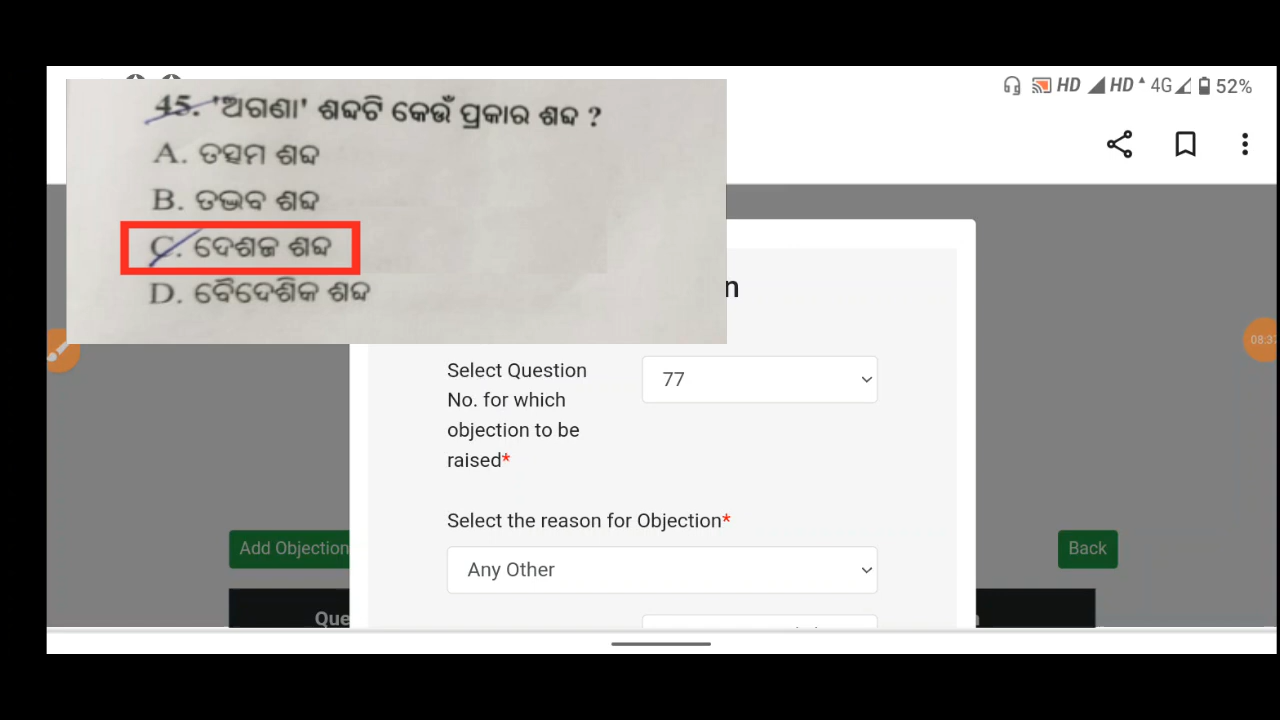 HD HD 4G 52%
45. 'ଅଗଣା' ଶବ୍ଦଟି କେଉଁ ପ୍ରକାର ଶବ୍ଦ ?
A. ତତ୍ସମ ଶବ୍ଦ
B. ତଦ୍ଭବ ଶବ୍ଦ
C. ଦେଶଜ ଶବ୍ଦ
D. ବୈଦେଶିକ ଶବ୍ଦ
n
08:37
Select Question
No. for which
objection to be
raised*
77
Select the reason for Objection*
Any Other
Add Objection
Back
Que